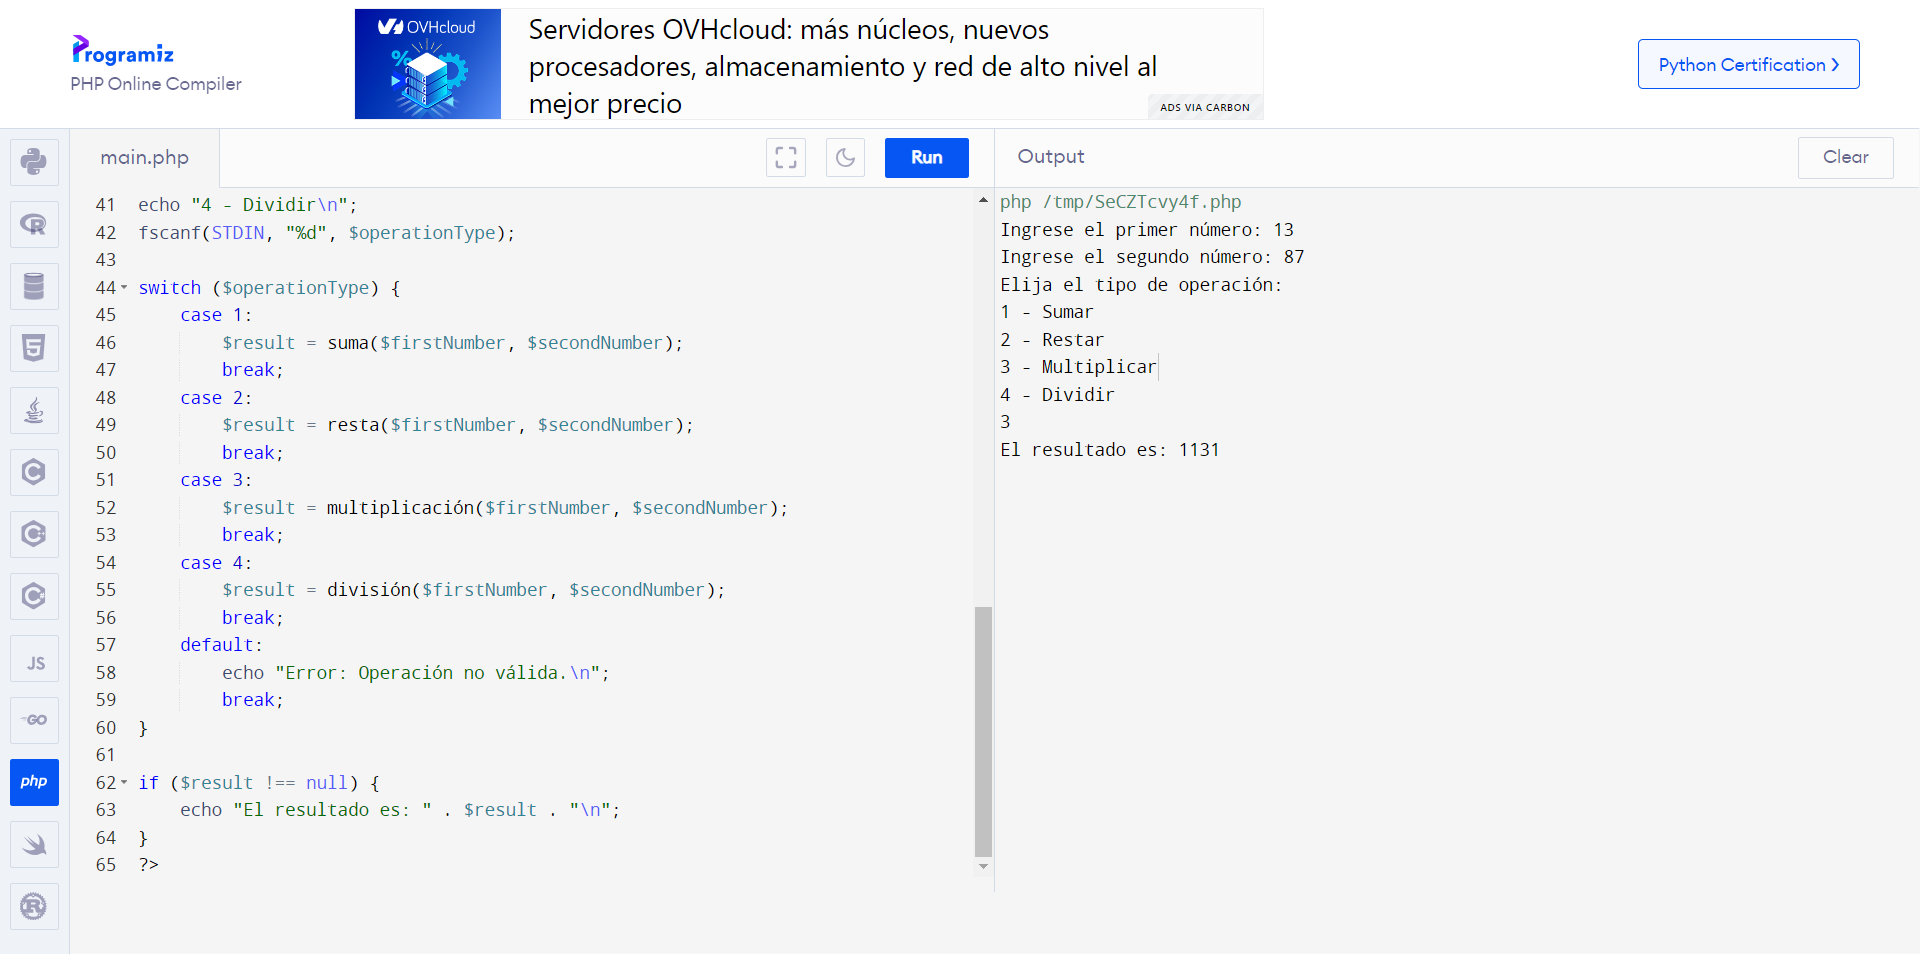 Programiz
PHP Online Compiler
OVHcloud
Servidores OVHcloud: más núcleos, nuevos
procesadores, almacenamiento y red de alto nivel al
mejor precio
ADS VIA CARBON
Python Certification
main.php
Run
Output
Clear
41 echo "4 - Dividir\n";
42 fscanf(STDIN, "%d", $operationType);
43
44 switch ($operationType) {
45 case 1:
46 $result = suma($firstNumber, $secondNumber);
47 break;
48 case 2:
49 $result = resta($firstNumber, $secondNumber);
50 break;
51 case 3:
52 $result = multiplicación($firstNumber, $secondNumber);
53 break;
54 case 4:
55 $result = división($firstNumber, $secondNumber);
56 break;
57 default:
58 echo "Error: Operación no válida.\n";
59 break;
60 }
61
62 if ($result !== null) {
63 echo "El resultado es: " . $result . "\n";
64 }
65 ?>
php /tmp/SeCZTcvy4f.php
Ingrese el primer número: 13
Ingrese el segundo número: 87
Elija el tipo de operación:
1 - Sumar
2 - Restar
3 - Multiplicar
4 - Dividir
3
El resultado es: 1131
R
5
C
C
C
JS
GO
php
R